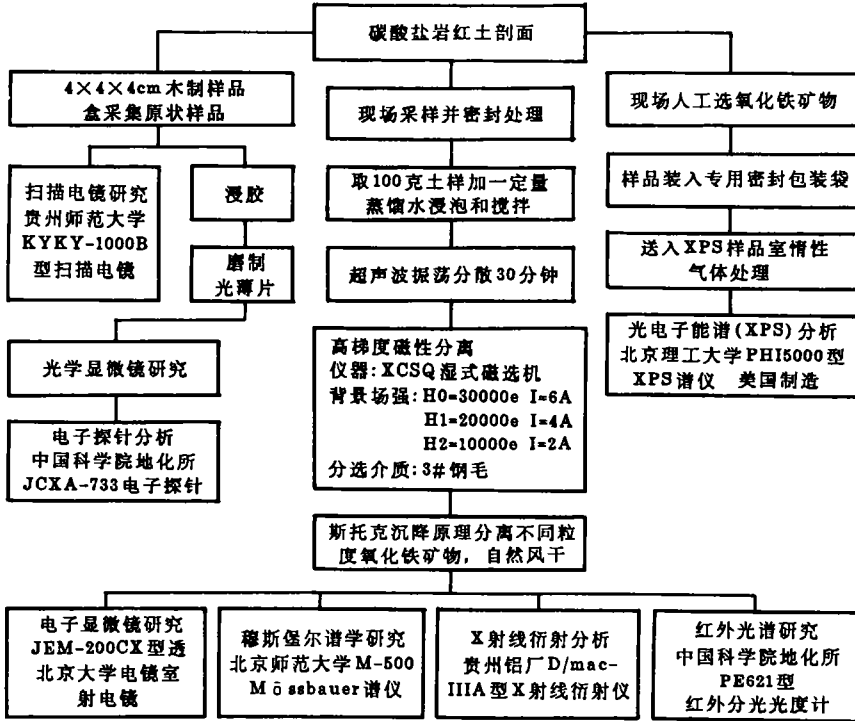 碳酸盐岩红土剖面
4×4×4cm木制样品
盒采集原状样品
扫描电镜研究
贵州师范大学
KYKY-1000B
型扫描电镜
浸胶
磨制
光薄片
光学显微镜研究
电子探针分析
中国科学院地化所
JCXA-733电子探针
现场采样并密封处理
取100克土样加一定量
蒸馏水浸泡和搅拌
超声波振荡分散30分钟
高梯度磁性分离
仪器:XCSQ湿式磁选机
背景场强:H0=30000e I=6A
H1=20000e I=4A
H2=10000e I=2A
分选介质:3#钢毛
斯托克沉降原理分离不同粒
度氧化铁矿物,自然风干
现场人工选氧化铁矿物
样品装入专用密封包装袋
送入XPS样品室惰性
气体处理
光电子能谱(XPS)分析
北京理工大学PHI5000型
XPS谱仪 美国制造
电子显微镜研究
JEM-200CX型透
北京大学电镜室
射电镜
穆斯堡尔谱学研究
北京师范大学M-500
Mōssbauer谱仪
X射线衍射分析
贵州铝厂D/mac-
IIIA型X射线衍射仪
红外光谱研究
中国科学院地化所
PE621型
红外分光光度计